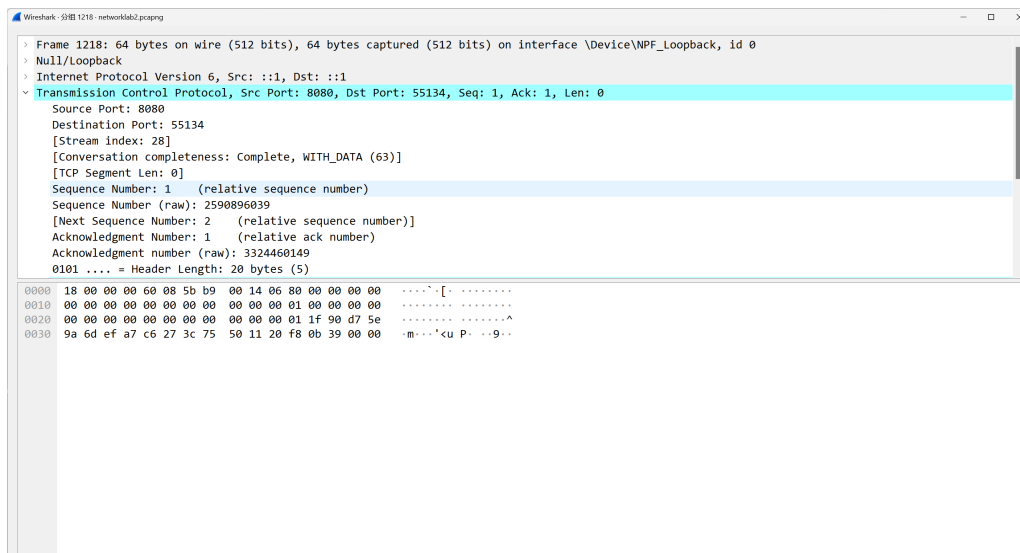 Wireshark · 分组 1218 · networklab2.pcapng
Frame 1218: 64 bytes on wire (512 bits), 64 bytes captured (512 bits) on interface \Device\NPF_Loopback, id 0
Null/Loopback
Internet Protocol Version 6, Src: ::1, Dst: ::1
Transmission Control Protocol, Src Port: 8080, Dst Port: 55134, Seq: 1, Ack: 1, Len: 0
Source Port: 8080
Destination Port: 55134
[Stream index: 28]
[Conversation completeness: Complete, WITH_DATA (63)]
[TCP Segment Len: 0]
Sequence Number: 1    (relative sequence number)
Sequence Number (raw): 2590896039
[Next Sequence Number: 2    (relative sequence number)]
Acknowledgment Number: 1    (relative ack number)
Acknowledgment number (raw): 3324460149
0101 .... = Header Length: 20 bytes (5)
0000  18 00 00 00 60 08 5b b9  00 14 06 80 00 00 00 00   ····`·[· ········
0010  00 00 00 00 00 00 00 00  00 00 00 01 00 00 00 00   ········ ········
0020  00 00 00 00 00 00 00 00  00 00 00 01 1f 90 d7 5e   ········ ·······^
0030  9a 6d ef a7 c6 27 3c 75  50 11 20 f8 0b 39 00 00   ·m···'<u P· ··9··